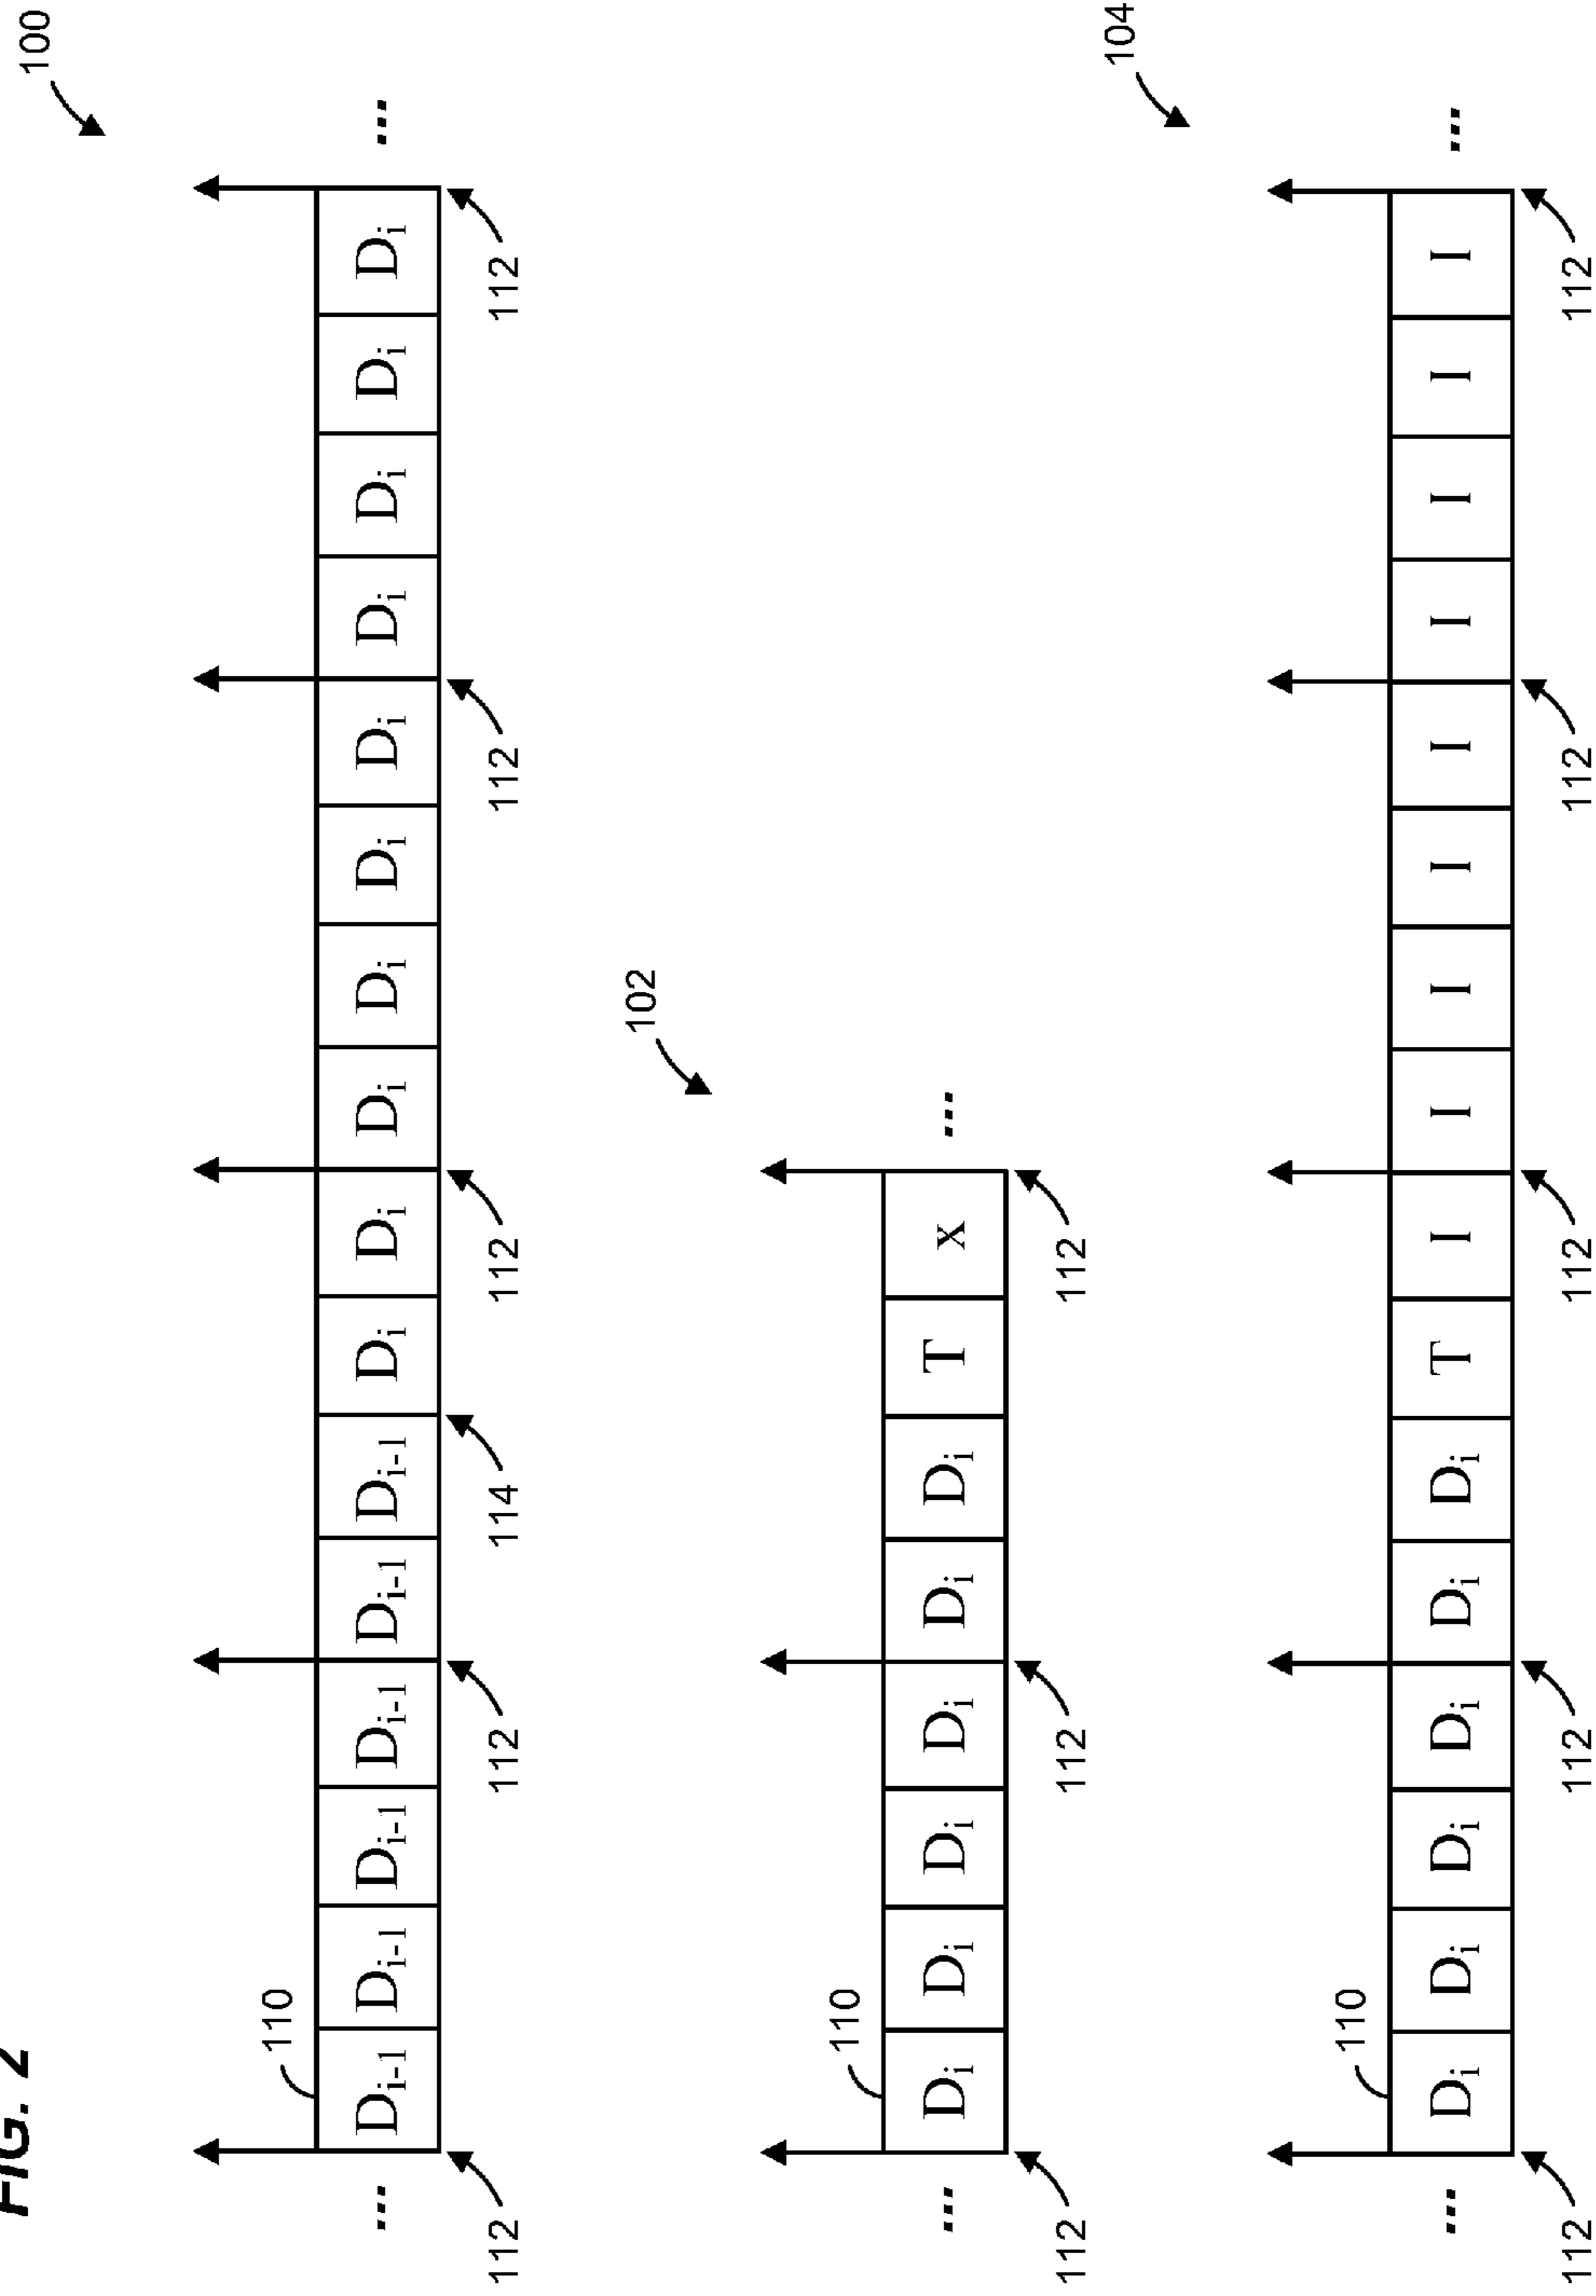 FIG. 2
100
110
... D_{i-1} D_{i-1} D_{i-1} D_{i-1} D_{i-1} D_{i-1} D_i D_i D_i D_i D_i D_i D_i D_i D_i D_i ...
112 112 114 112 112 112
102
110
... D_i D_i D_i D_i D_i D_i T x ...
112 112 112
104
110
... D_i D_i D_i D_i D_i D_i T I I I I I I I I I ...
112 112 112 112 112